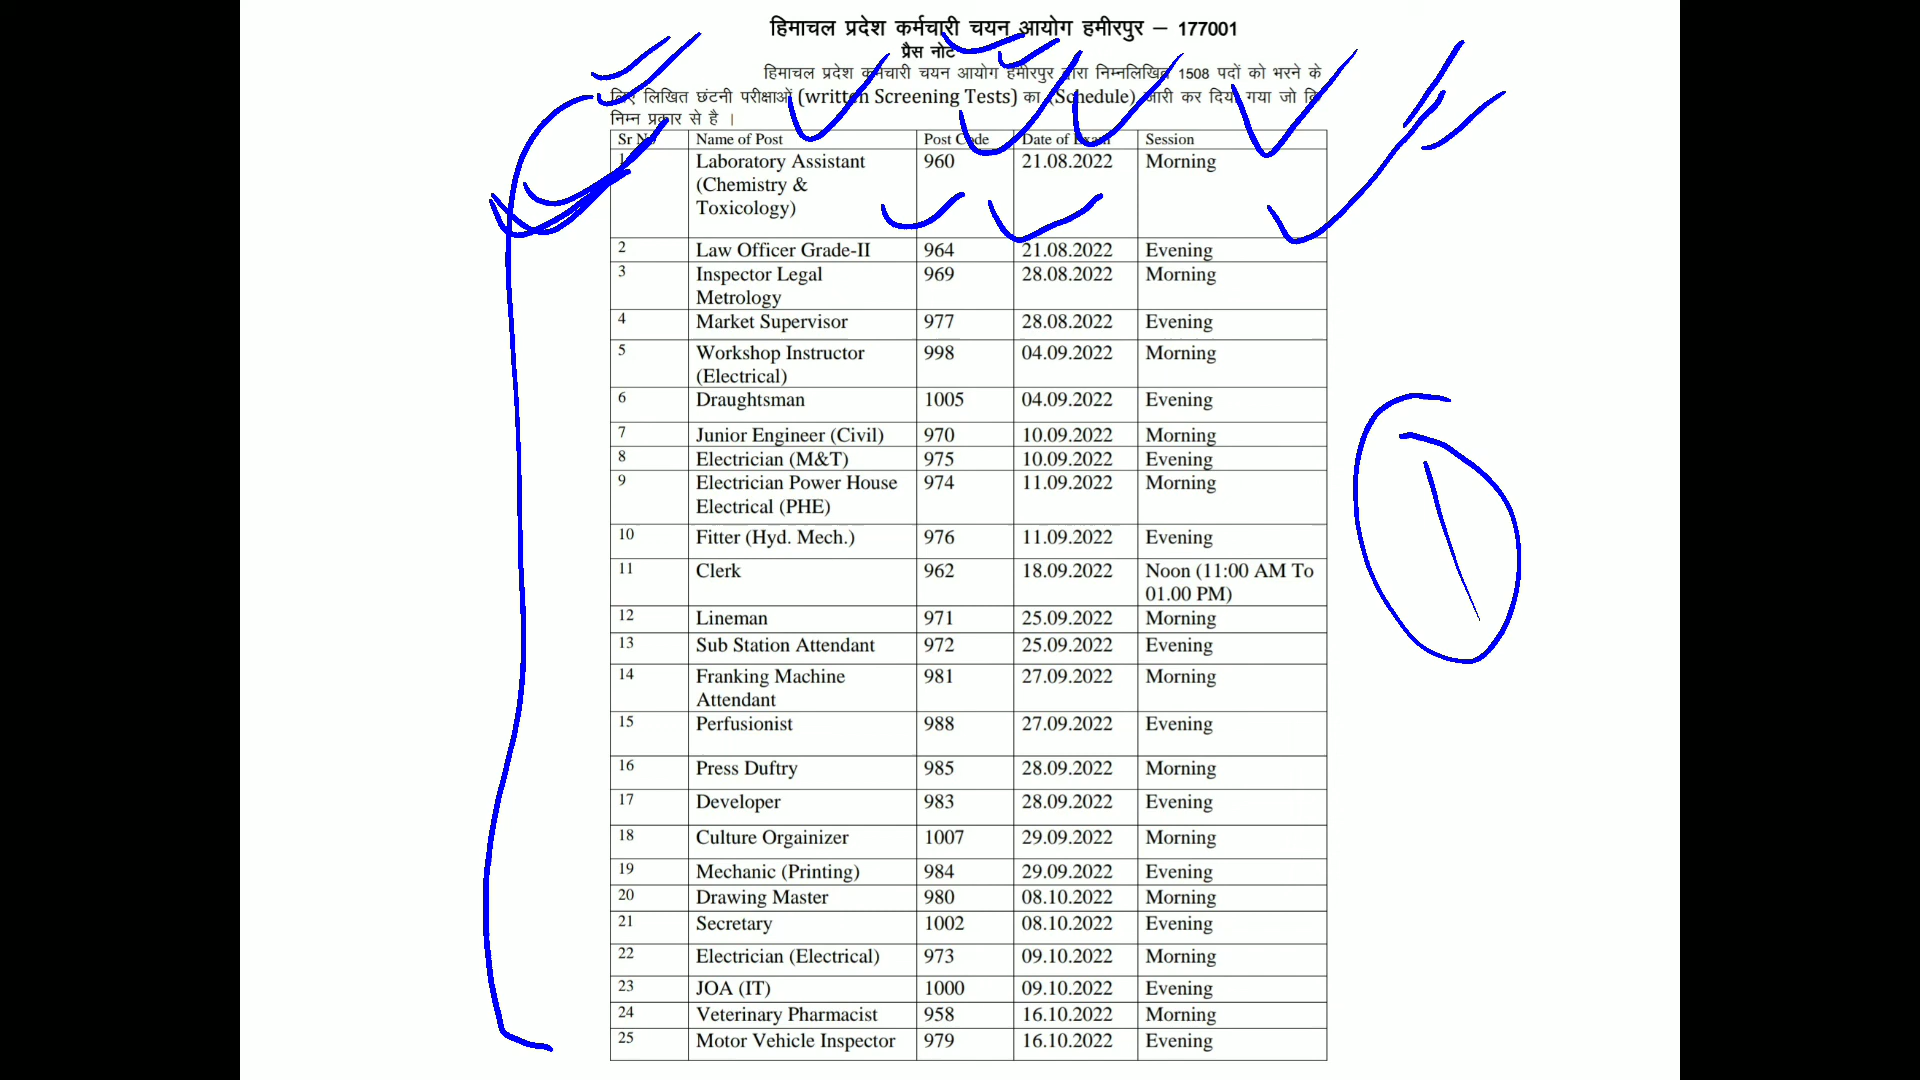 हिमाचल प्रदेश कर्मचारी चयन आयोग हमीरपुर – 177001
प्रैस नोट
हिमाचल प्रदेश कर्मचारी चयन आयोग हमीरपुर द्वारा निम्नलिखित 1508 पदों को भरने के
लिए लिखित छंटनी परीक्षाओं (written Screening Tests) का (Schedule) जारी कर दिया गया जो कि
निम्न प्रकार से है ।
Sr No Name of Post Post Code Date of Exam Session
1 Laboratory Assistant 960 21.08.2022 Morning
(Chemistry &
Toxicology)
2 Law Officer Grade-II 964 21.08.2022 Evening
3 Inspector Legal 969 28.08.2022 Morning
Metrology
4 Market Supervisor 977 28.08.2022 Evening
5 Workshop Instructor 998 04.09.2022 Morning
(Electrical)
6 Draughtsman 1005 04.09.2022 Evening
7 Junior Engineer (Civil) 970 10.09.2022 Morning
8 Electrician (M&T) 975 10.09.2022 Evening
9 Electrician Power House 974 11.09.2022 Morning
Electrical (PHE)
10 Fitter (Hyd. Mech.) 976 11.09.2022 Evening
11 Clerk 962 18.09.2022 Noon (11:00 AM To
01.00 PM)
12 Lineman 971 25.09.2022 Morning
13 Sub Station Attendant 972 25.09.2022 Evening
14 Franking Machine 981 27.09.2022 Morning
Attendant
15 Perfusionist 988 27.09.2022 Evening
16 Press Duftry 985 28.09.2022 Morning
17 Developer 983 28.09.2022 Evening
18 Culture Orgainizer 1007 29.09.2022 Morning
19 Mechanic (Printing) 984 29.09.2022 Evening
20 Drawing Master 980 08.10.2022 Morning
21 Secretary 1002 08.10.2022 Evening
22 Electrician (Electrical) 973 09.10.2022 Morning
23 JOA (IT) 1000 09.10.2022 Evening
24 Veterinary Pharmacist 958 16.10.2022 Morning
25 Motor Vehicle Inspector 979 16.10.2022 Evening